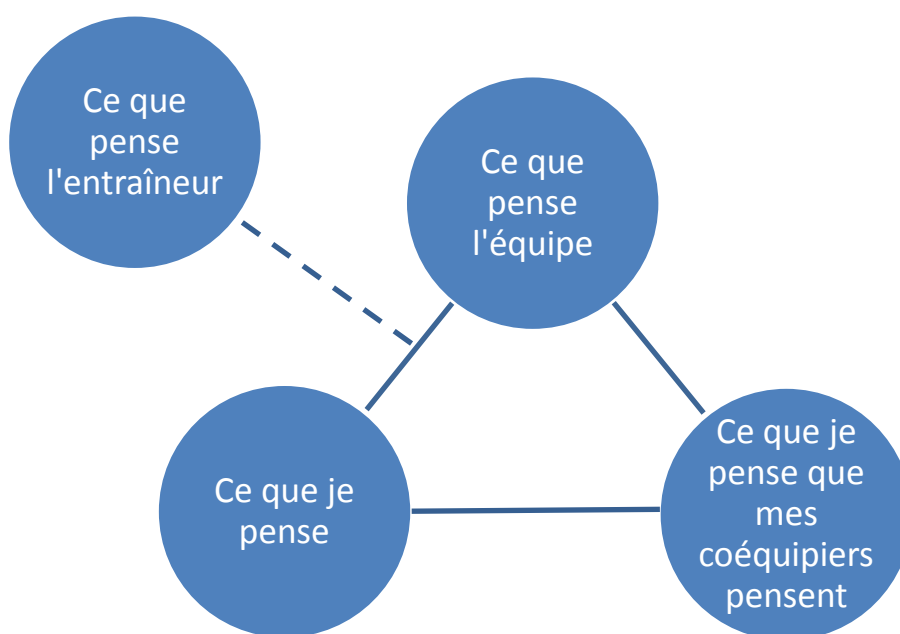 Ce que
pense
l'entraîneur
Ce que
pense
l'équipe
Ce que je
pense
Ce que je
pense que
mes
coéquipiers
pensent